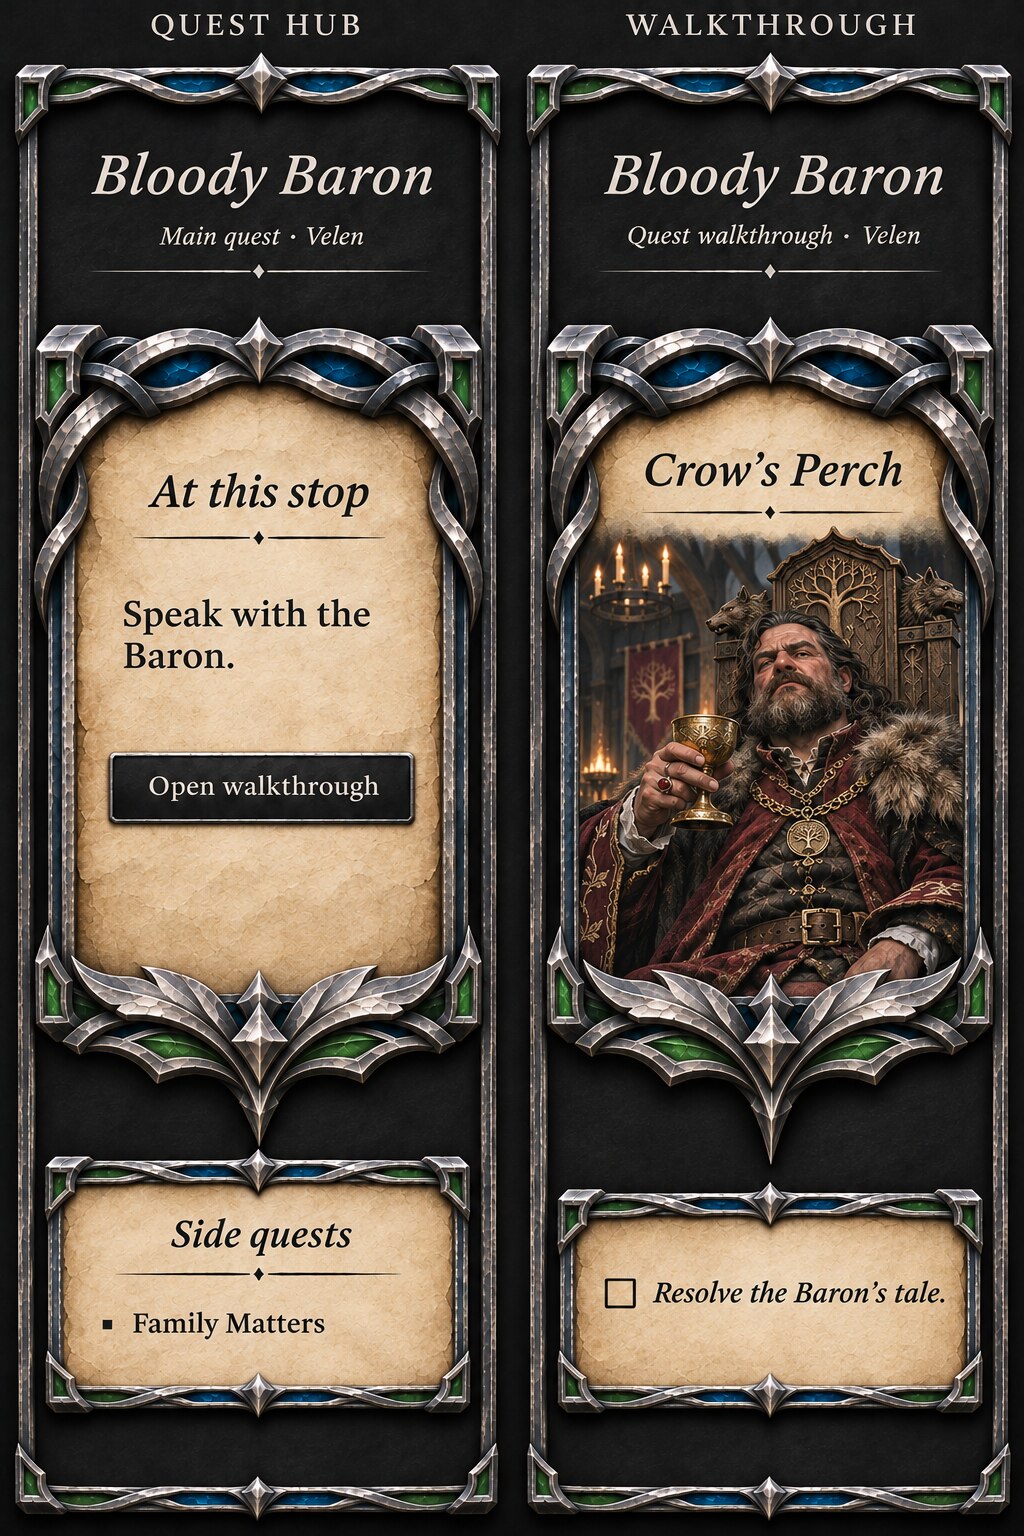 QUEST HUB
Bloody Baron
Main quest · Velen
At this stop
Speak with the
Baron.
Open walkthrough
Side quests
▪ Family Matters
WALKTHROUGH
Bloody Baron
Quest walkthrough · Velen
Crow’s Perch
Resolve the Baron’s tale.